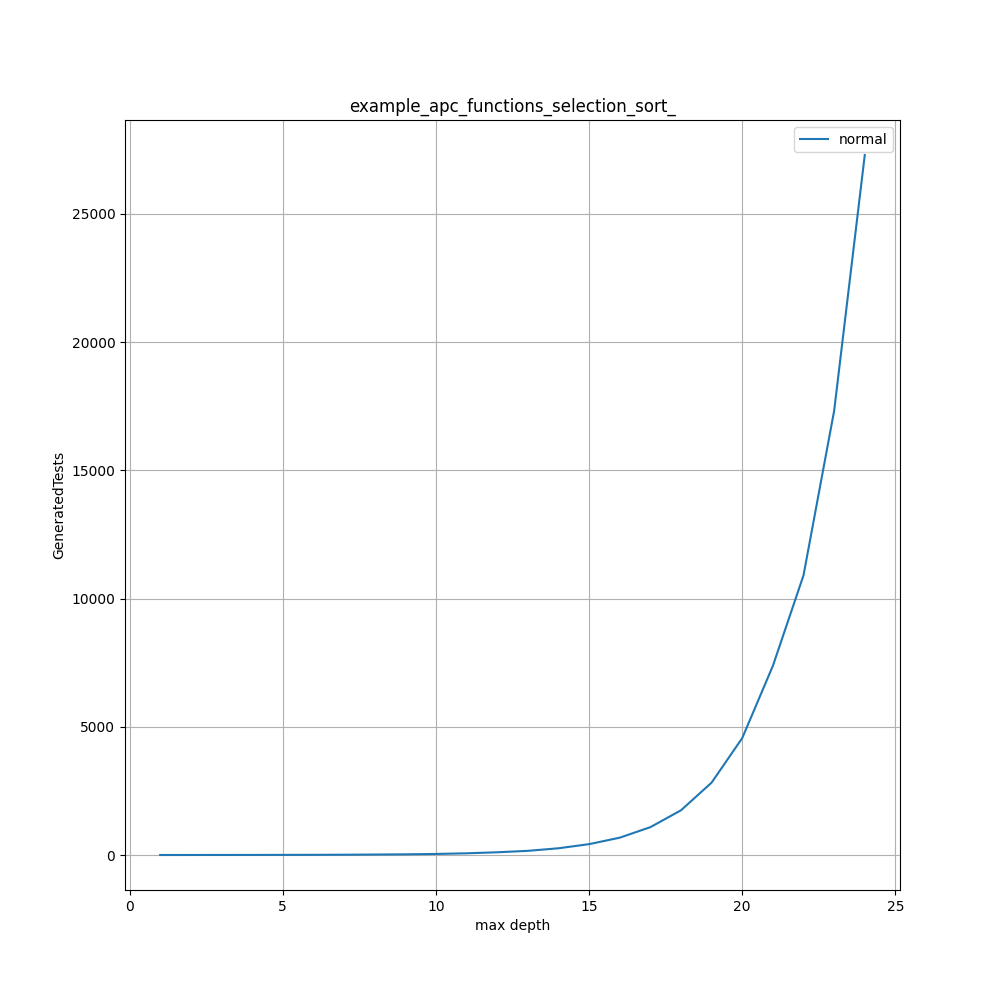 example_apc_functions_selection_sort_
normal
25000
20000
15000
10000
5000
0
GeneratedTests
0 5 10 15 20 25
max depth